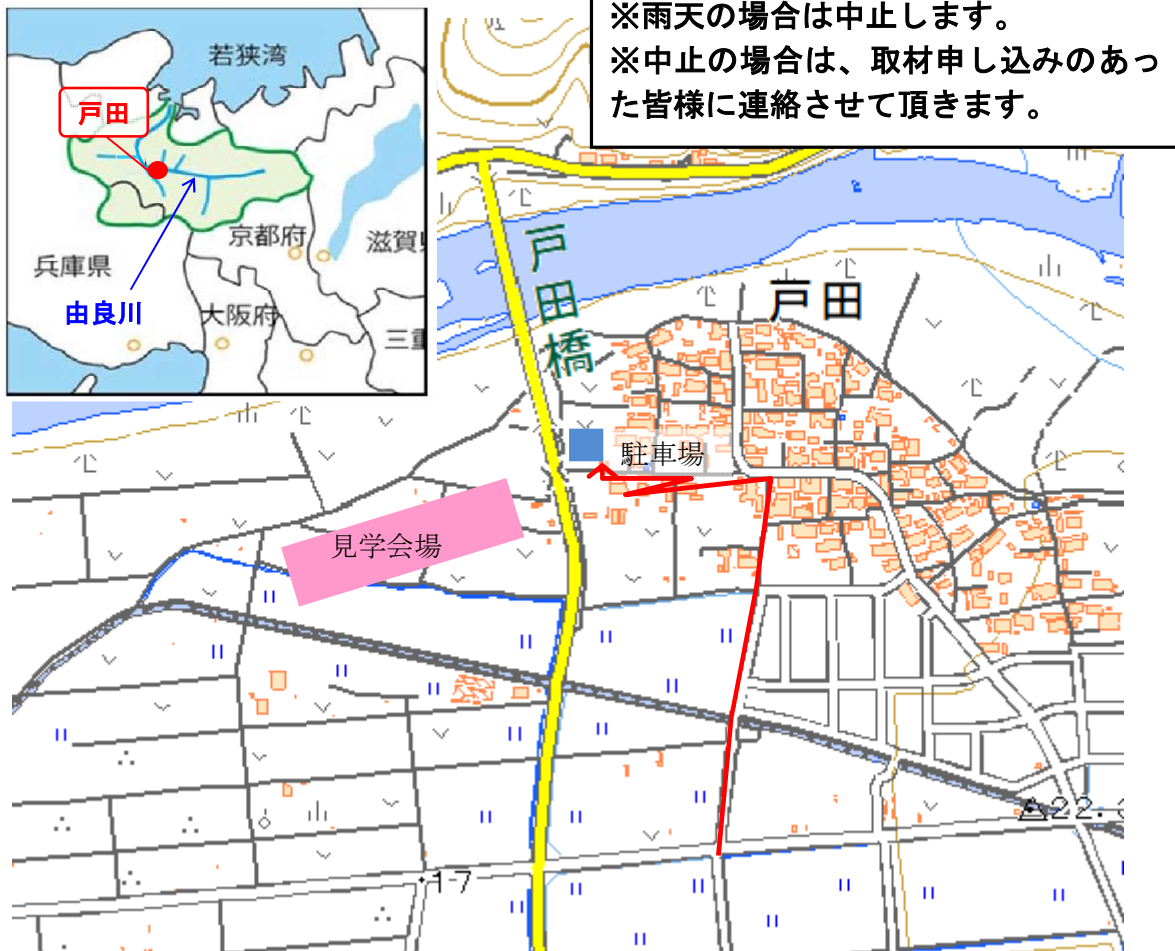 ※雨天の場合は中止します。
※中止の場合は、取材申し込みのあっ
た皆様に連絡させて頂きます。
若狭湾
戸田
京都府
滋賀
兵庫県
由良川
大阪府
三
戸田橋
戸田
駐車場
見学会場
22.
・17